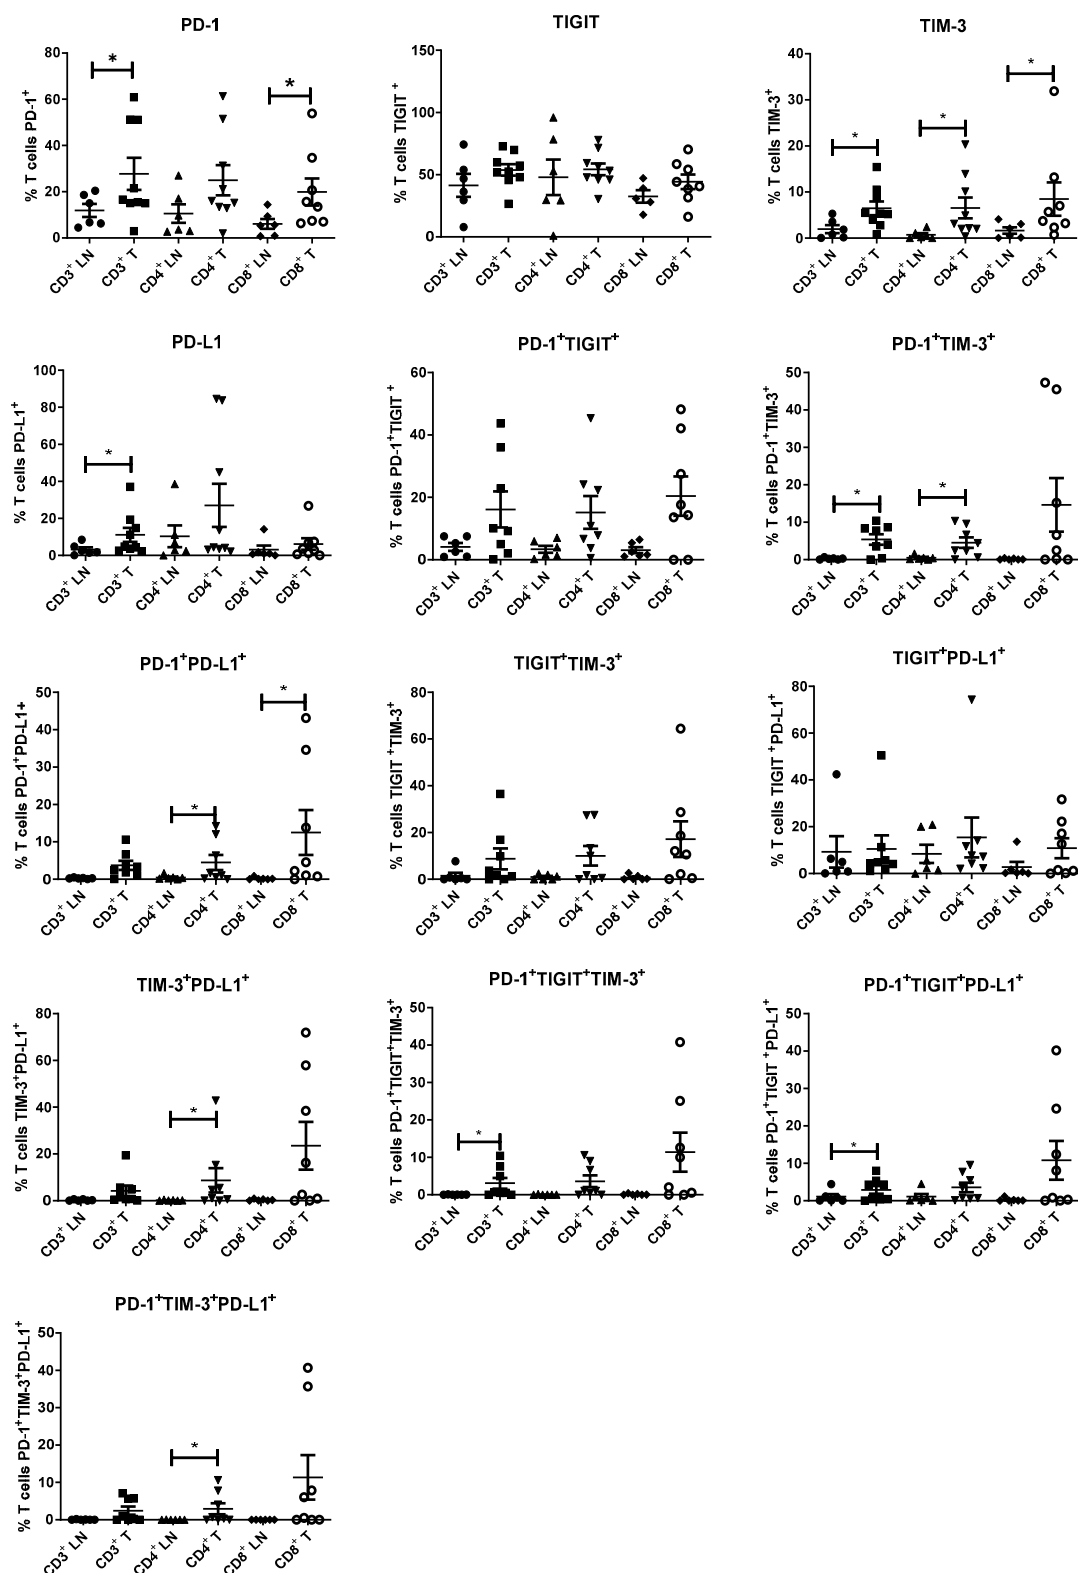 PD-1
% T cells PD-1⁺
80
60
40
20
0
*
*
CD3⁺ LN
CD3⁺ T
CD4⁺ LN
CD4⁺ T
CD8⁺ LN
CD8⁺ T
TIGIT
% T cells TIGIT ⁺
150
100
50
0
CD3⁺ LN
CD3⁺ T
CD4⁺ LN
CD4⁺ T
CD8⁺ LN
CD8⁺ T
TIM-3
% T cells TIM-3⁺
40
30
20
10
0
*
*
*
CD3⁺ LN
CD3⁺ T
CD4⁺ LN
CD4⁺ T
CD8⁺ LN
CD8⁺ T
PD-L1
% T cells PD-L1⁺
100
80
60
40
20
0
*
CD3⁺ LN
CD3⁺ T
CD4⁺ LN
CD4⁺ T
CD8⁺ LN
CD8⁺ T
PD-1⁺TIGIT⁺
% T cells PD-1⁺TIGIT ⁺
60
40
20
0
CD3⁺ LN
CD3⁺ T
CD4⁺ LN
CD4⁺ T
CD8⁺ LN
CD8⁺ T
PD-1⁺TIM-3⁺
% T cells PD-1⁺TIM-3⁺
50
40
30
20
10
0
*
*
CD3⁺ LN
CD3⁺ T
CD4⁺ LN
CD4⁺ T
CD8⁺ LN
CD8⁺ T
PD-1⁺PD-L1⁺
% T cells PD-1⁺PD-L1+
50
40
30
20
10
0
*
*
CD3⁺ LN
CD3⁺ T
CD4⁺ LN
CD4⁺ T
CD8⁺ LN
CD8⁺ T
TIGIT⁺TIM-3⁺
% T cells TIGIT ⁺TIM-3⁺
80
60
40
20
0
CD3⁺ LN
CD3⁺ T
CD4⁺ LN
CD4⁺ T
CD8⁺ LN
CD8⁺ T
TIGIT⁺PD-L1⁺
% T cells TIGIT ⁺PD-L1⁺
80
60
40
20
0
CD3⁺ LN
CD3⁺ T
CD4⁺ LN
CD4⁺ T
CD8⁺ LN
CD8⁺ T
TIM-3⁺PD-L1⁺
% T cells TIM-3⁺PD-L1⁺
80
60
40
20
0
*
CD3⁺ LN
CD3⁺ T
CD4⁺ LN
CD4⁺ T
CD8⁺ LN
CD8⁺ T
PD-1⁺TIGIT⁺TIM-3⁺
% T cells PD-1⁺TIGIT⁺TIM-3⁺
50
40
30
20
10
0
*
CD3⁺ LN
CD3⁺ T
CD4⁺ LN
CD4⁺ T
CD8⁺ LN
CD8⁺ T
PD-1⁺TIGIT⁺PD-L1⁺
% T cells PD-1⁺TIGIT ⁺PD-L1⁺
50
40
30
20
10
0
*
CD3⁺ LN
CD3⁺ T
CD4⁺ LN
CD4⁺ T
CD8⁺ LN
CD8⁺ T
PD-1⁺TIM-3⁺PD-L1⁺
% T cells PD-1⁺TIM-3⁺PD-L1⁺
50
40
30
20
10
0
*
CD3⁺ LN
CD3⁺ T
CD4⁺ LN
CD4⁺ T
CD8⁺ LN
CD8⁺ T